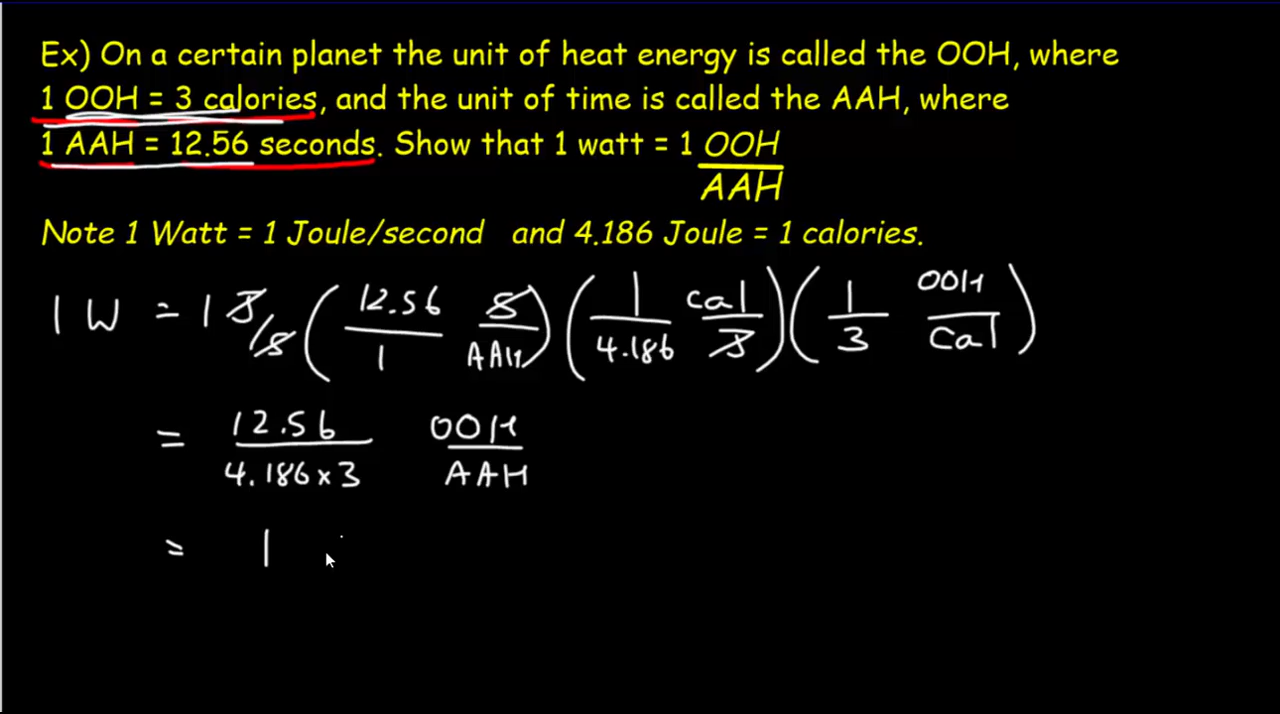 Ex) On a certain planet the unit of heat energy is called the OOH, where
1 OOH = 3 calories, and the unit of time is called the AAH, where
1 AAH = 12.56 seconds. Show that 1 watt = 1 OOH/AAH
Note 1 Watt = 1 Joule/second and 4.186 Joule = 1 calories.
1 W = 1 J/s (12.56/1 s/AAH) (1/4.186 cal/J) (1/3 OOH/cal)
= 12.56/4.186×3 OOH/AAH
= 1